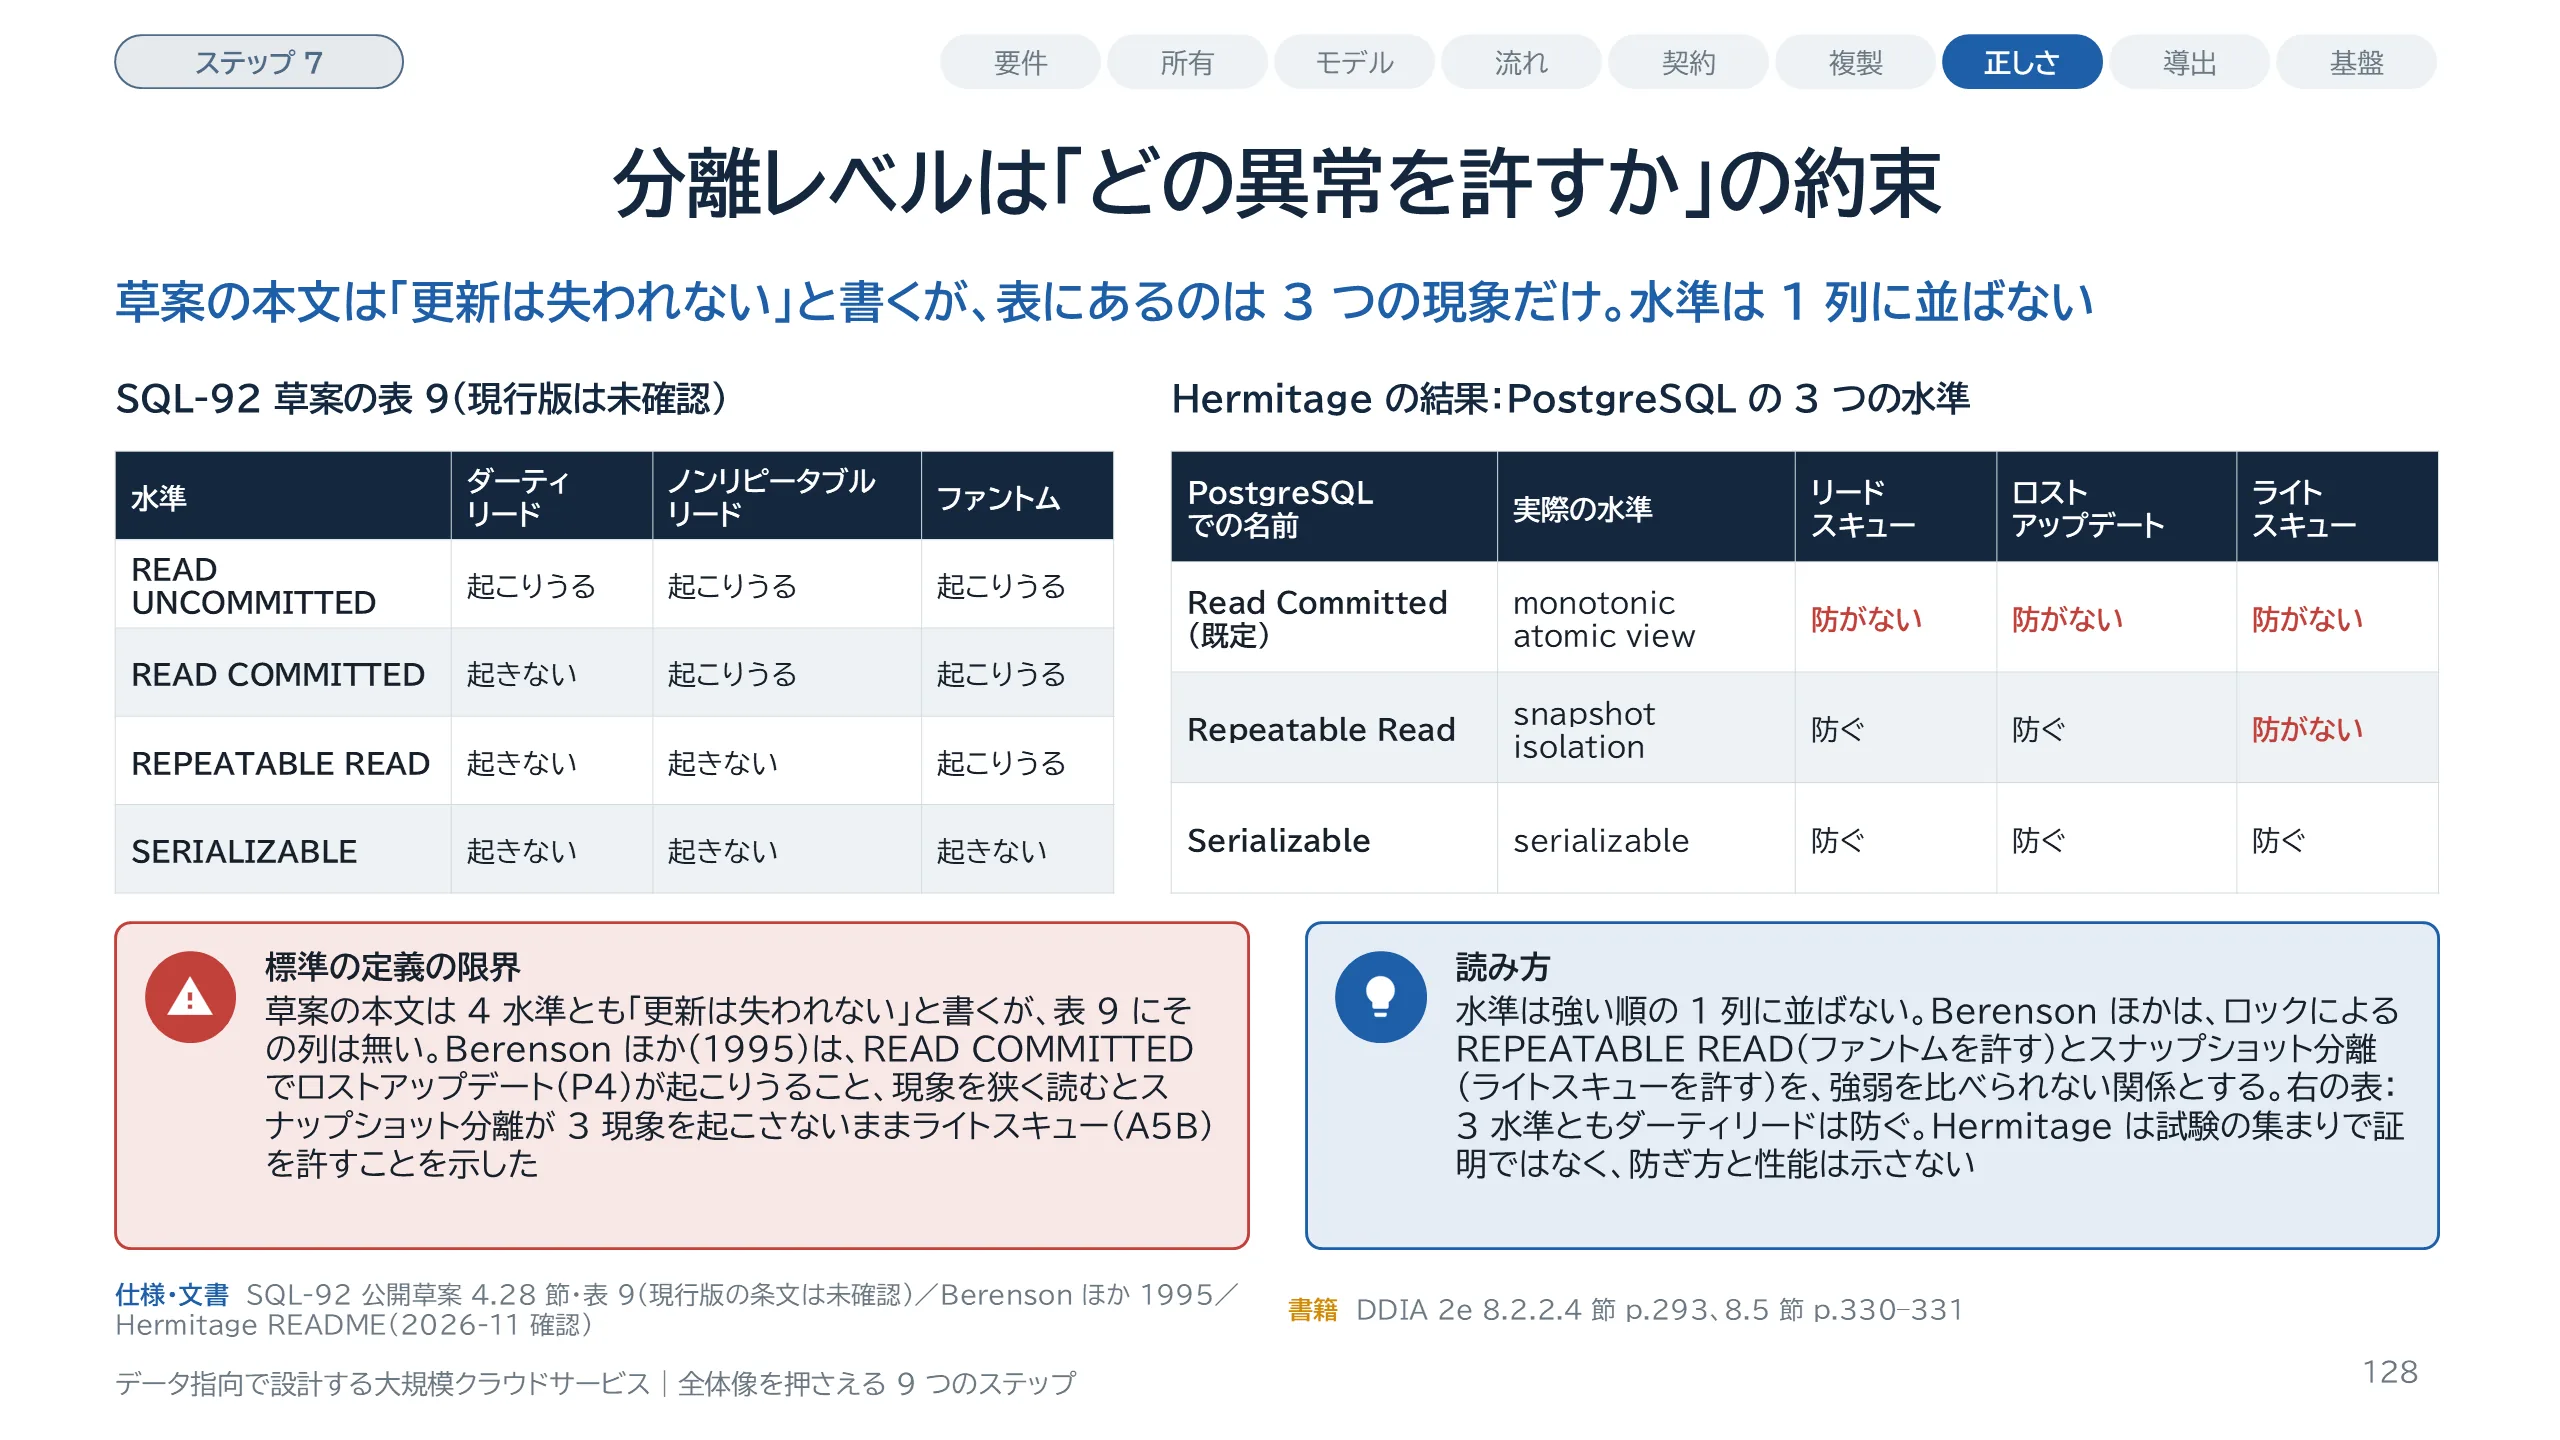 ステップ 7
要件
所有
モデル
流れ
契約
複製
正しさ
導出
基盤
分離レベルは「どの異常を許すか」の約束
草案の本文は「更新は失われない」と書くが、表にあるのは 3 つの現象だけ。水準は 1 列に並ばない
SQL-92 草案の表 9（現行版は未確認）
水準
ダーティ
リード
ノンリピータブル
リード
ファントム
READ
UNCOMMITTED
起こりうる
起こりうる
起こりうる
READ COMMITTED
起きない
起こりうる
起こりうる
REPEATABLE READ
起きない
起きない
起こりうる
SERIALIZABLE
起きない
起きない
起きない
Hermitage の結果：PostgreSQL の 3 つの水準
PostgreSQL
での名前
実際の水準
リード
スキュー
ロスト
アップデート
ライト
スキュー
Read Committed
（既定）
monotonic
atomic view
防がない
防がない
防がない
Repeatable Read
snapshot
isolation
防ぐ
防ぐ
防がない
Serializable
serializable
防ぐ
防ぐ
防ぐ
標準の定義の限界
草案の本文は 4 水準とも「更新は失われない」と書くが、表 9 にそ
の列は無い。Berenson ほか（1995）は、READ COMMITTED
でロストアップデート（P4）が起こりうること、現象を狭く読むとス
ナップショット分離が 3 現象を起こさないままライトスキュー（A5B）
を許すことを示した
読み方
水準は強い順の 1 列に並ばない。Berenson ほかは、ロックによる
REPEATABLE READ（ファントムを許す）とスナップショット分離
（ライトスキューを許す）を、強弱を比べられない関係とする。右の表：
3 水準ともダーティリードは防ぐ。Hermitage は試験の集まりで証
明ではなく、防ぎ方と性能は示さない
仕様・文書 SQL-92 公開草案 4.28 節・表 9（現行版の条文は未確認）／Berenson ほか 1995／
Hermitage README（2026-11 確認）
書籍 DDIA 2e 8.2.2.4 節 p.293、8.5 節 p.330–331
データ指向で設計する大規模クラウドサービス｜全体像を押さえる 9 つのステップ
128